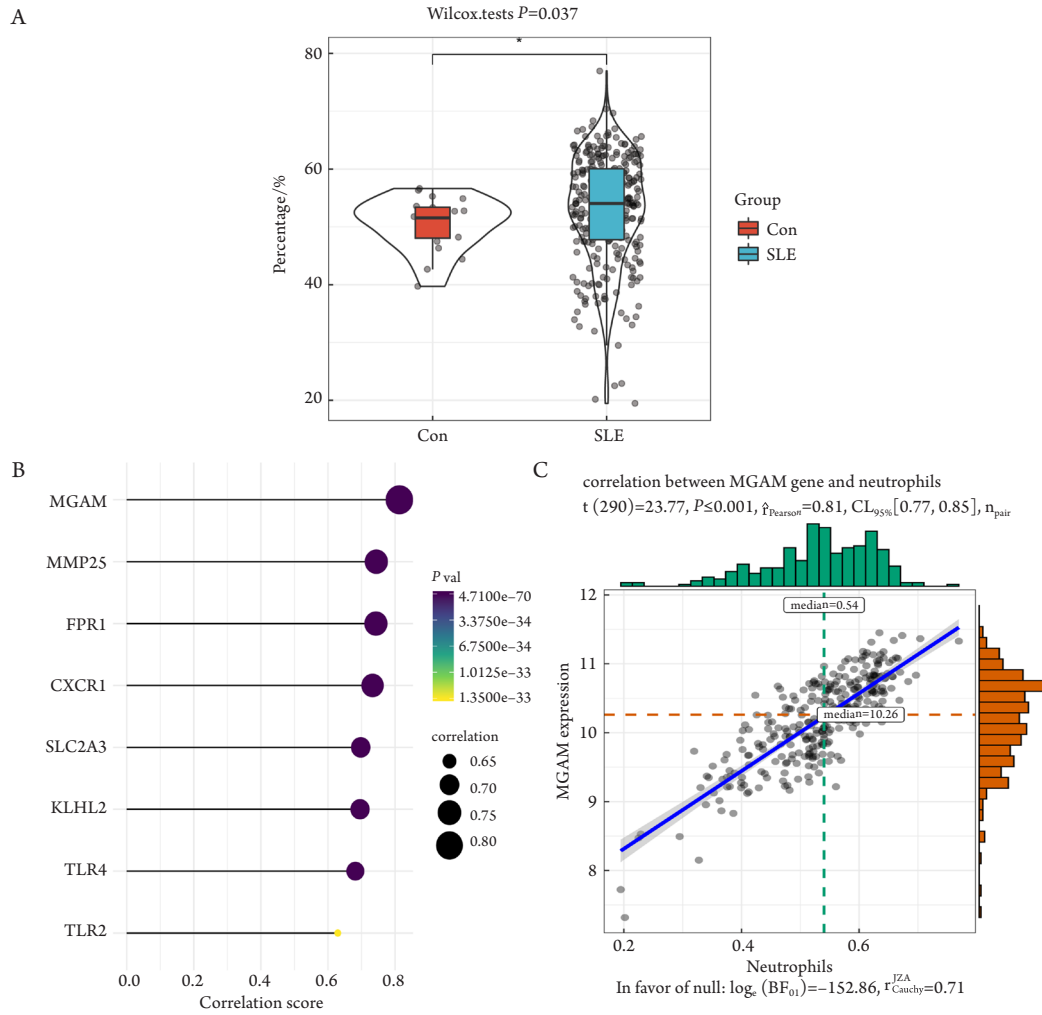 A
Wilcox.tests P=0.037
*
80
60
40
20
Percentage/%
Con
SLE
Group
Con
SLE
B
MGAM
MMP25
FPR1
CXCR1
SLC2A3
KLHL2
TLR4
TLR2
0.0 0.2 0.4 0.6 0.8
Correlation score
P val
4.7100e−70
3.3750e−34
6.7500e−34
1.0125e−33
1.3500e−33
correlation
0.65
0.70
0.75
0.80
C
correlation between MGAM gene and neutrophils
t (290)=23.77, P≤0.001, r̂Pearson=0.81, CL95%[0.77, 0.85], npair
12
11
10
9
8
MGAM expression
median=0.54
median=10.26
0.2 0.4 0.6
Neutrophils
In favor of null: loge (BF01)=−152.86, rJZA Cauchy=0.71